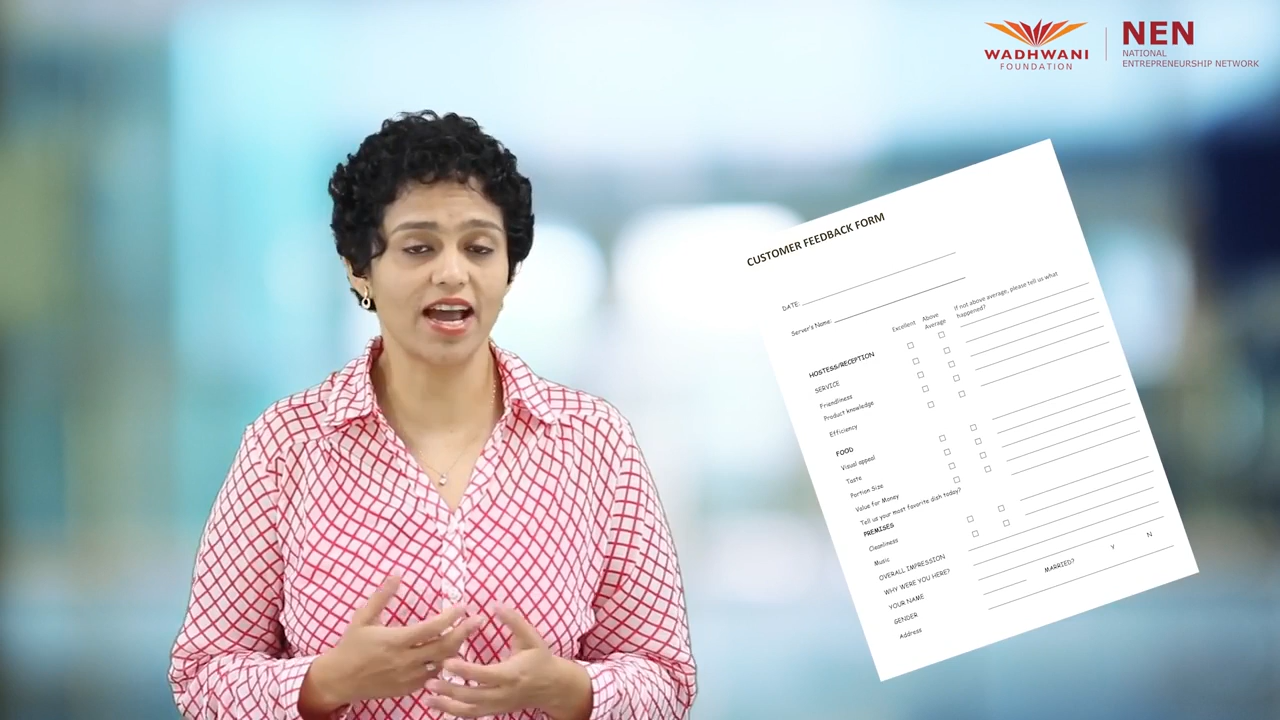 WADHWANI
FOUNDATION
NEN
NATIONAL
ENTREPRENEURSHIP NETWORK
CUSTOMER FEEDBACK FORM
DATE:
Server's Name:
Excellent
Above
Average
If not above average, please tell us what
happened?
HOSTESS/RECEPTION
SERVICE
Friendliness
Product knowledge
Efficiency
FOOD
Visual appeal
Taste
Portion Size
Value for Money
Tell us your most favorite dish today?
PREMISES
Cleanliness
Music
OVERALL IMPRESSION
WHY WERE YOU HERE?
YOUR NAME
GENDER
MARRIED? Y N
Address